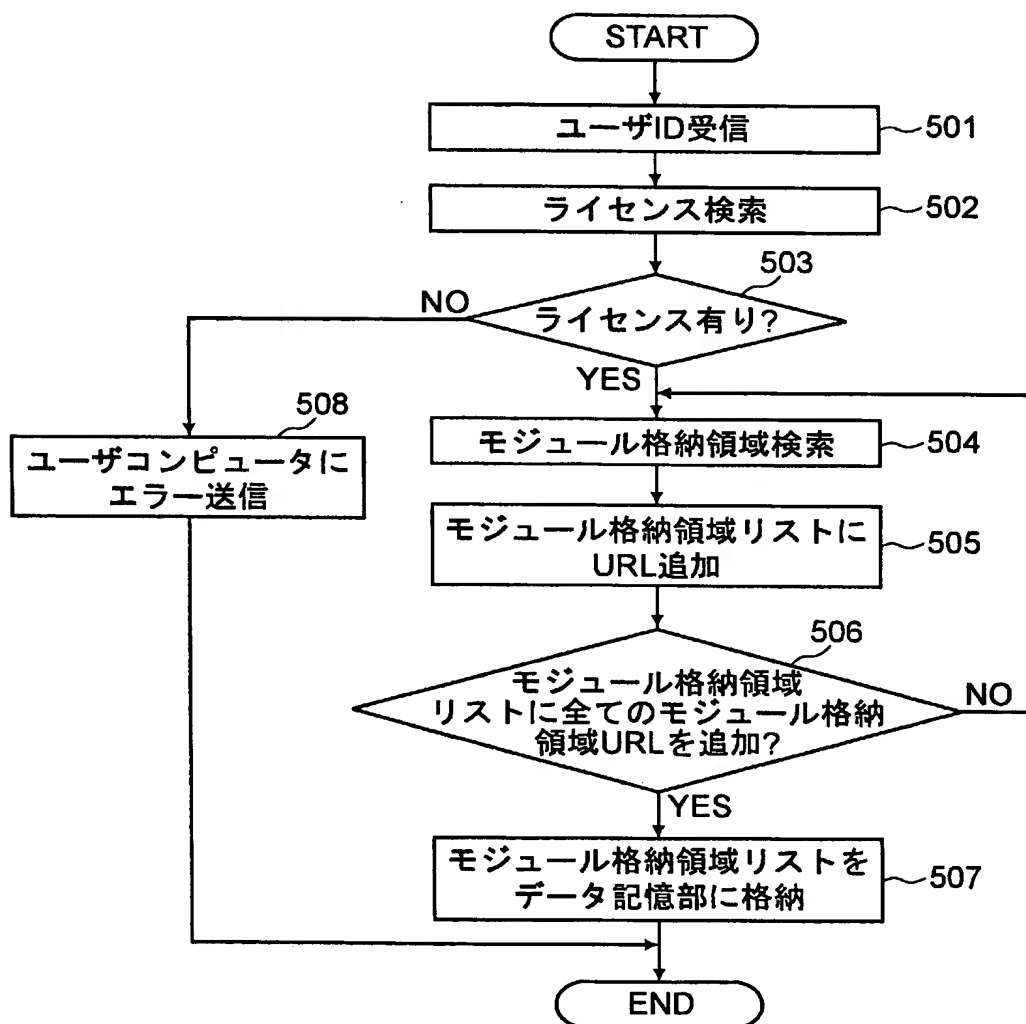 START
ユーザID受信
501
ライセンス検索
502
503
NO
ライセンス有り?
YES
508
ユーザコンピュータに
エラー送信
モジュール格納領域検索
504
モジュール格納領域リストに
URL追加
505
506
モジュール格納領域
リストに全てのモジュール格納
領域URLを追加?
NO
YES
モジュール格納領域リストを
データ記憶部に格納
507
END